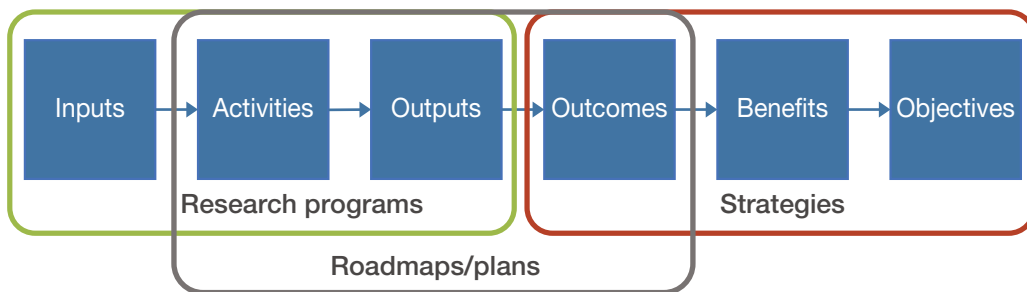 Inputs
Activities
Outputs
Outcomes
Benefits
Objectives
Research programs
Strategies
Roadmaps/plans